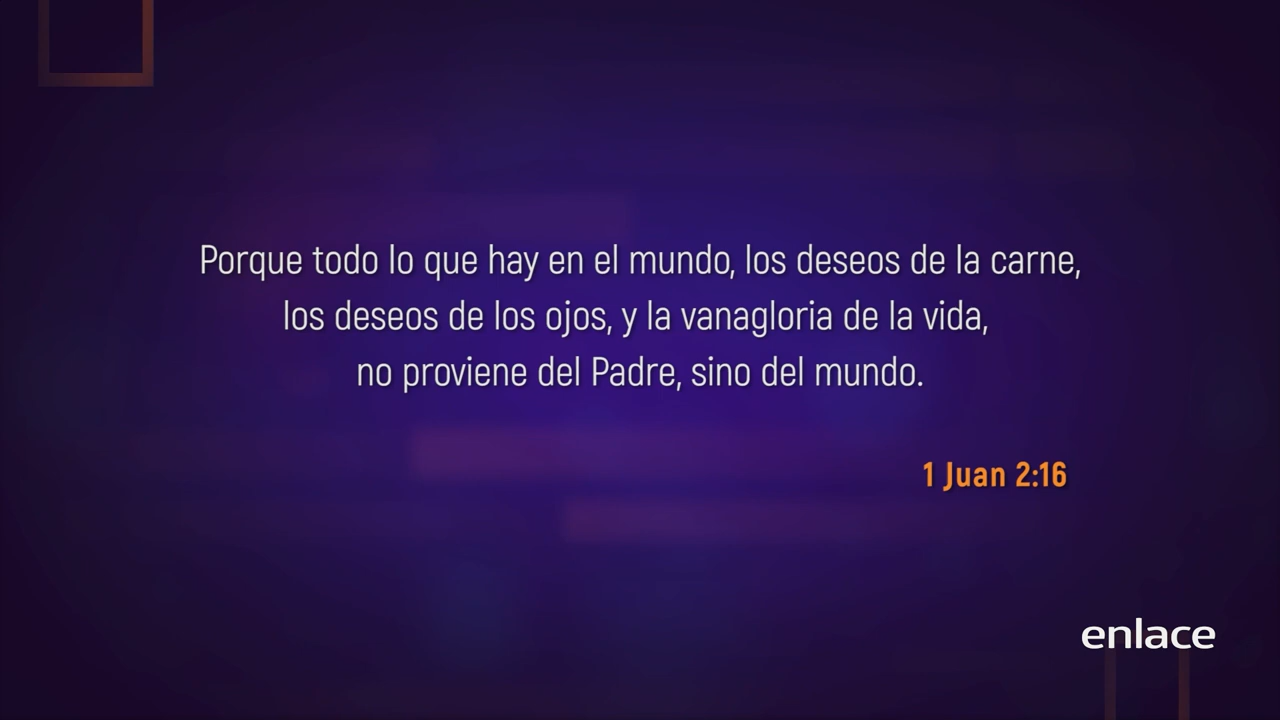 Porque todo lo que hay en el mundo, los deseos de la carne,
los deseos de los ojos, y la vanagloria de la vida,
no proviene del Padre, sino del mundo.
1 Juan 2:16
enlace